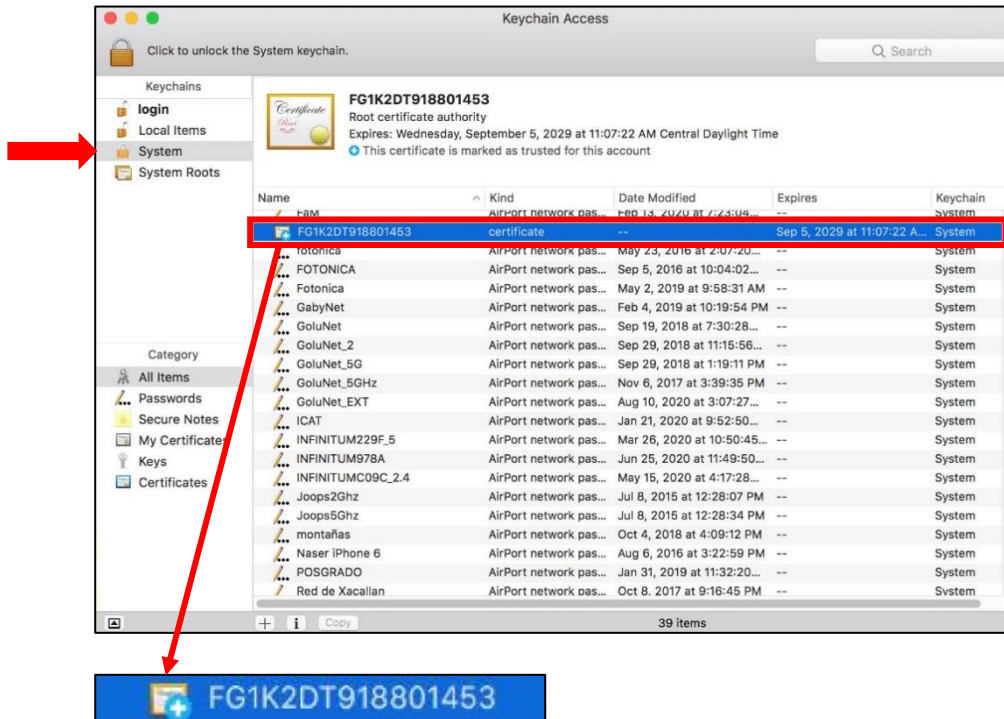 Keychain Access
Click to unlock the System keychain.
Search
Keychains
login
Local Items
System
System Roots
Certificate
Root
FG1K2DT918801453
Root certificate authority
Expires: Wednesday, September 5, 2029 at 11:07:22 AM Central Daylight Time
This certificate is marked as trusted for this account
Name Kind Date Modified Expires Keychain
FaM AirPort network pas... Feb 13, 2020 at 7:23:04... -- System
FG1K2DT918801453 certificate -- Sep 5, 2029 at 11:07:22 A... System
fotonica AirPort network pas... May 23, 2016 at 2:07:20... -- System
FOTONICA AirPort network pas... Sep 5, 2016 at 10:04:02... -- System
Fotonica AirPort network pas... May 2, 2019 at 9:58:31 AM -- System
GabyNet AirPort network pas... Feb 4, 2019 at 10:19:54 PM -- System
GoluNet AirPort network pas... Sep 19, 2018 at 7:30:28... -- System
GoluNet_2 AirPort network pas... Sep 29, 2018 at 11:15:56... -- System
GoluNet_5G AirPort network pas... Sep 29, 2018 at 1:19:11 PM -- System
GoluNet_5GHz AirPort network pas... Nov 6, 2017 at 3:39:35 PM -- System
GoluNet_EXT AirPort network pas... Aug 10, 2020 at 3:07:27... -- System
ICAT AirPort network pas... Jan 21, 2020 at 9:52:50... -- System
INFINITUM229F_5 AirPort network pas... Mar 26, 2020 at 10:50:45... -- System
INFINITUM978A AirPort network pas... Jun 25, 2020 at 11:49:50... -- System
INFINITUMC09C_2.4 AirPort network pas... May 15, 2020 at 4:17:28... -- System
Joops2Ghz AirPort network pas... Jul 8, 2015 at 12:28:07 PM -- System
Joops5Ghz AirPort network pas... Jul 8, 2015 at 12:28:34 PM -- System
montañas AirPort network pas... Oct 4, 2018 at 4:09:12 PM -- System
Naser iPhone 6 AirPort network pas... Aug 6, 2016 at 3:22:59 PM -- System
POSGRADO AirPort network pas... Jan 31, 2019 at 11:32:20... -- System
Red de Xacallan AirPort network pas... Oct 8, 2017 at 9:16:45 PM -- System
Category
All Items
Passwords
Secure Notes
My Certificates
Keys
Certificates
+ i Copy 39 items
FG1K2DT918801453